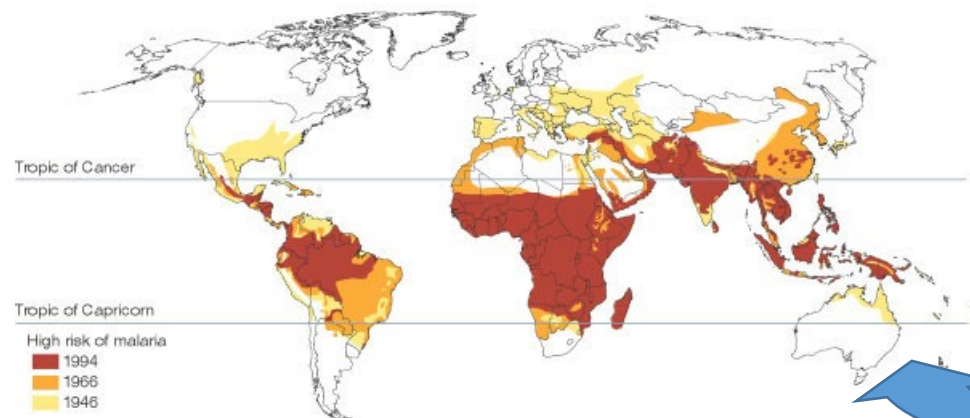 Tropic of Cancer
Tropic of Capricorn
High risk of malaria
1994
1966
1946